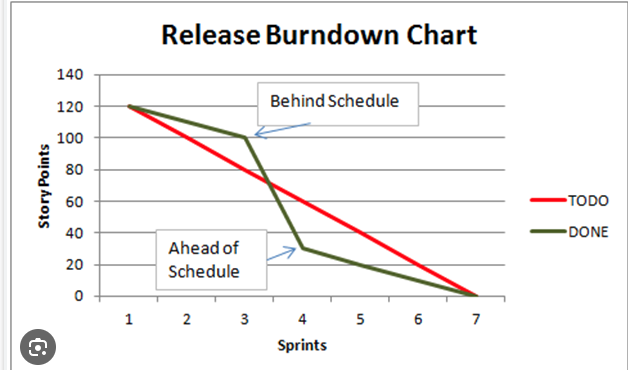 Release Burndown Chart
140
120
100
80
60
40
20
0
Story Points
Behind Schedule
Ahead of
Schedule
TODO
DONE
1 2 3 4 5 6 7
Sprints